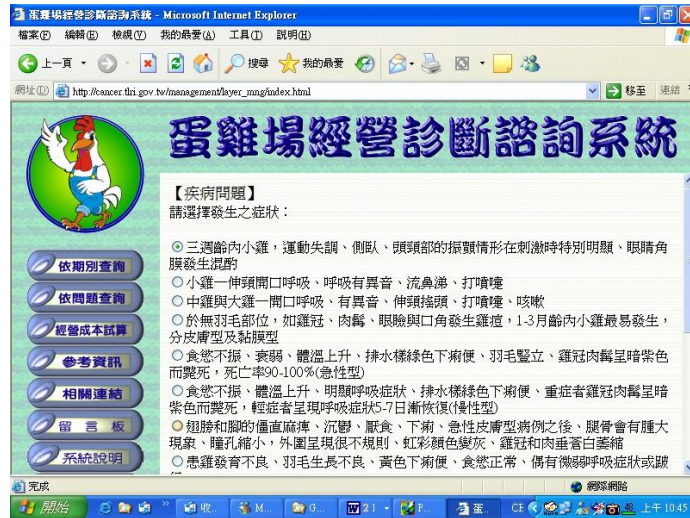 蛋雞場經營診斷諮詢系統 - Microsoft Internet Explorer
檔案(F) 編輯(E) 檢視(V) 我的最愛(A) 工具(T) 說明(H)
上一頁 搜尋 我的最愛
網址(D) http://cancer.tlri.gov.tw/management/layer_mng/index.html 移至 連結
蛋雞場經營診斷諮詢系統
【疾病問題】
請選擇發生之症狀：
三週齡內小雞，運動失調、側臥、頭頸部的振顫情形在刺激時特別明顯、眼睛角
膜發生混酌
小雞一伸頸開口呼吸、呼吸有異音、流鼻涕、打噴嚏
中雞與大雞一開口呼吸、有異音、伸頸搖頭、打噴嚏、咳嗽
於無羽毛部位，如雞冠、肉髯、眼瞼與口角發生雞痘，1-3月齡內小雞最易發生，
分皮膚型及黏膜型
食慾不振、衰弱、體溫上升、排水樣綠色下痢便、羽毛豎立、雞冠肉髯呈暗紫色
而斃死，死亡率90-100%(急性型)
食慾不振、體溫上升、明顯呼吸症狀、排水樣綠色下痢便、重症者雞冠肉髯呈暗
紫色而斃死，輕症者呈現呼吸症狀5-7日漸恢復(慢性型)
翅膀和腳的僵直麻痺、沉鬱、厭食、下痢、急性皮膚型病例之後、腿骨會有腫大
現象、瞳孔縮小，外圍呈現很不規則、虹彩顏色變灰、雞冠和肉垂蒼白萎縮
患雞發育不良、羽毛生長不良、黃色下痢便、食慾正常、偶有微弱呼吸症狀或跛
依期別查詢
依問題查詢
經營成本試算
參考資訊
相關連結
留言板
系統說明
完成 網際網路
開始 收... M... G... 21 P... 蛋... CH 上午 10:45